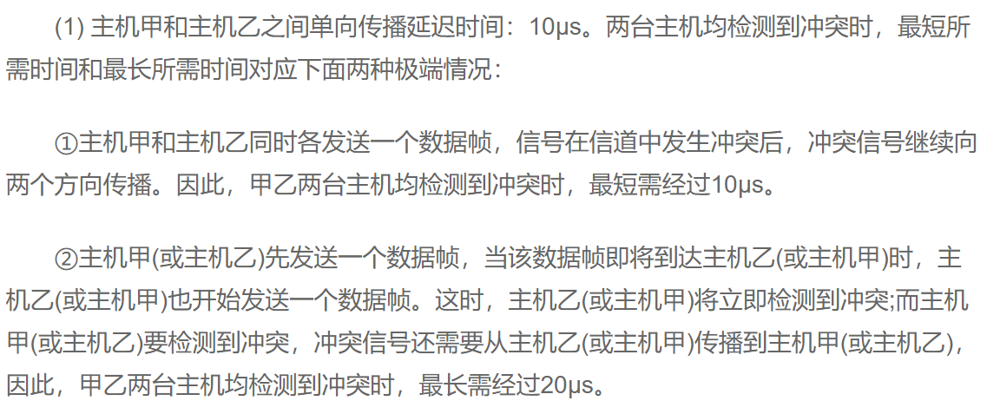 (1) 主机甲和主机乙之间单向传播延迟时间：10μs。两台主机均检测到冲突时，最短所
需时间和最长所需时间对应下面两种极端情况：
①主机甲和主机乙同时各发送一个数据帧，信号在信道中发生冲突后，冲突信号继续向
两个方向传播。因此，甲乙两台主机均检测到冲突时，最短需经过10μs。
②主机甲(或主机乙)先发送一个数据帧，当该数据帧即将到达主机乙(或主机甲)时，主
机乙(或主机甲)也开始发送一个数据帧。这时，主机乙(或主机甲)将立即检测到冲突;而主机
甲(或主机乙)要检测到冲突，冲突信号还需要从主机乙(或主机甲)传播到主机甲(或主机乙)，
因此，甲乙两台主机均检测到冲突时，最长需经过20μs。